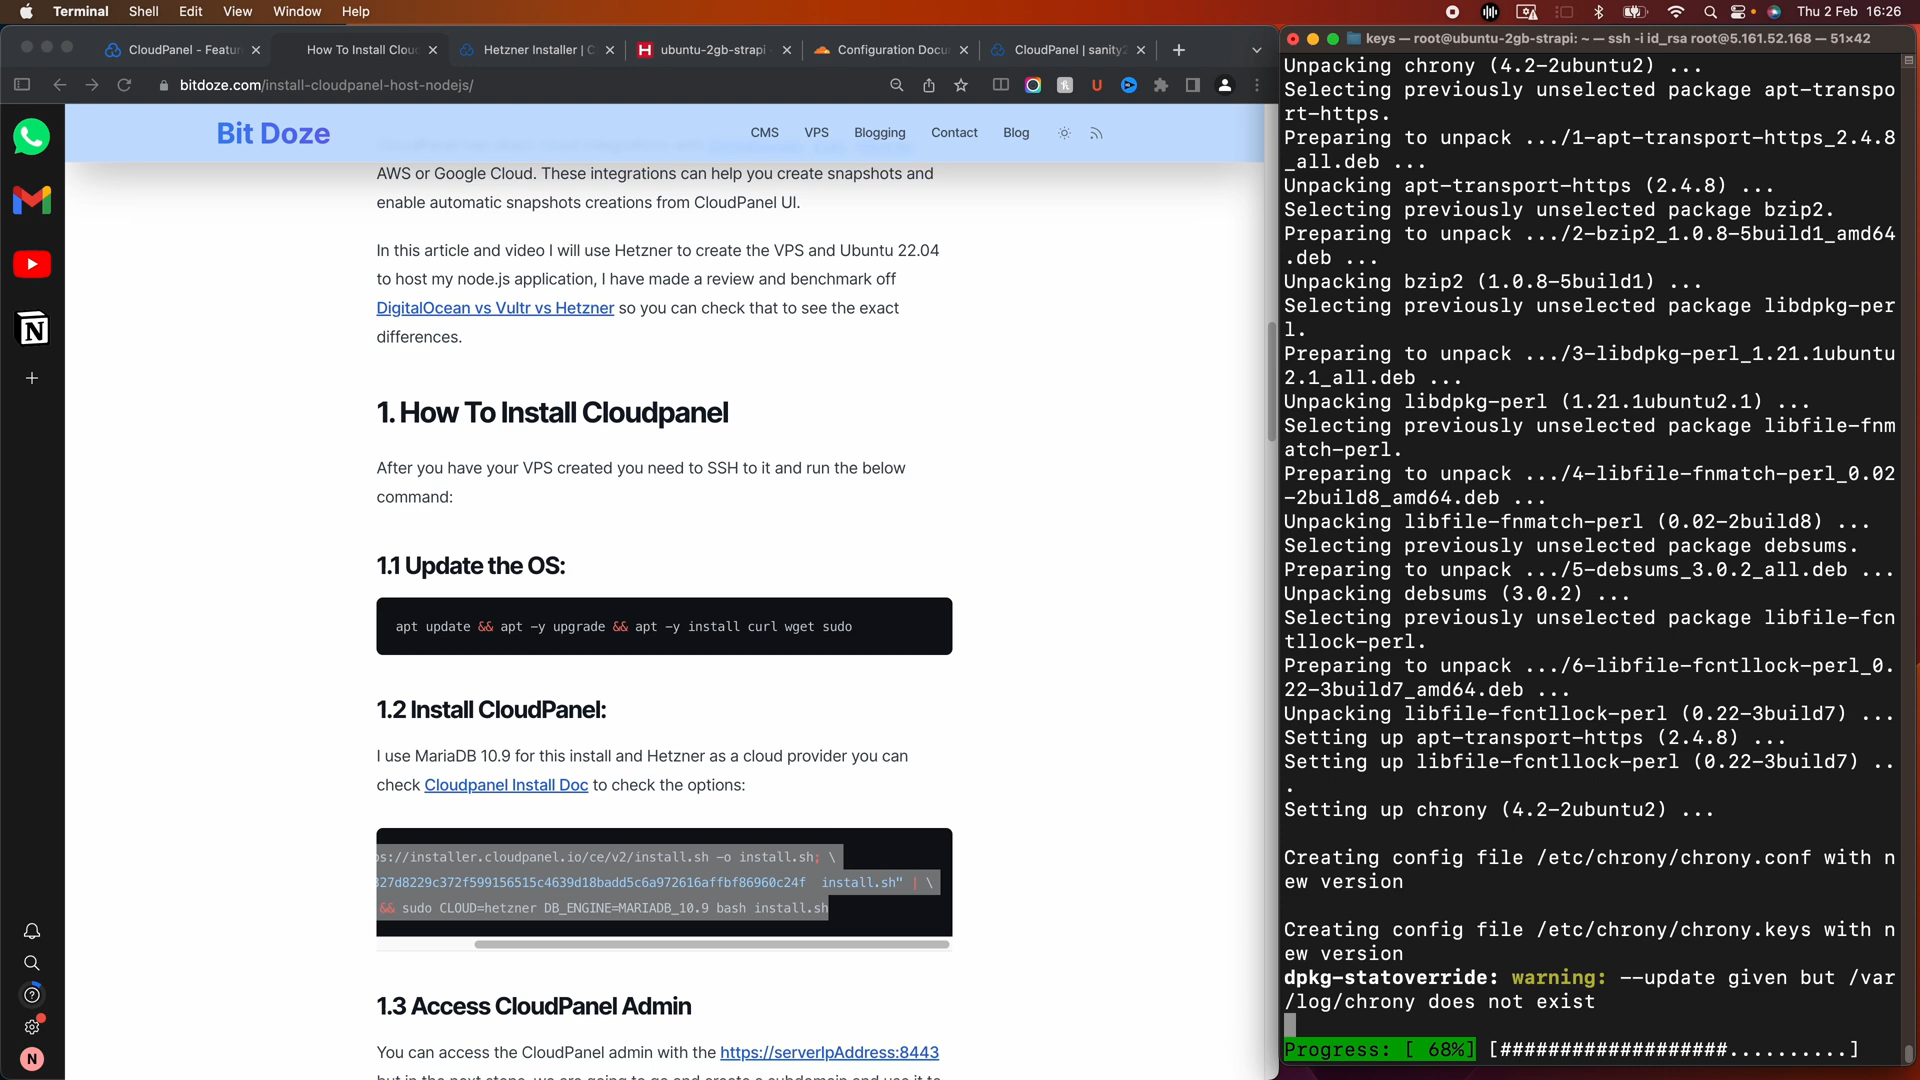 Terminal Shell Edit View Window Help
Thu 2 Feb 16:26
CloudPanel - Featur
How To Install Clou
Hetzner Installer | C
ubuntu-2gb-strapi
Configuration Docu
CloudPanel | sanity2
bitdoze.com/install-cloudpanel-host-nodejs/
Bit Doze
CMS VPS Blogging Contact Blog
AWS or Google Cloud. These integrations can help you create snapshots and
enable automatic snapshots creations from CloudPanel UI.
In this article and video I will use Hetzner to create the VPS and Ubuntu 22.04
to host my node.js application, I have made a review and benchmark off
DigitalOcean vs Vultr vs Hetzner so you can check that to see the exact
differences.
1. How To Install Cloudpanel
After you have your VPS created you need to SSH to it and run the below
command:
1.1 Update the OS:
apt update && apt -y upgrade && apt -y install curl wget sudo
1.2 Install CloudPanel:
I use MariaDB 10.9 for this install and Hetzner as a cloud provider you can
check Cloudpanel Install Doc to check the options:
ps://installer.cloudpanel.io/ce/v2/install.sh -o install.sh; \
327d8229c372f599156515c4639d18badd5c6a972616affbf86960c24f install.sh" | \
&& sudo CLOUD=hetzner DB_ENGINE=MARIADB_10.9 bash install.sh
1.3 Access CloudPanel Admin
You can access the CloudPanel admin with the https://serverIpAddress:8443
but in the next steps, we are going to go and create a subdomain and use it to
N
keys — root@ubuntu-2gb-strapi: ~ — ssh -i id_rsa root@5.161.52.168 — 51×42
Unpacking chrony (4.2-2ubuntu2) ...
Selecting previously unselected package apt-transpo
rt-https.
Preparing to unpack .../1-apt-transport-https_2.4.8
_all.deb ...
Unpacking apt-transport-https (2.4.8) ...
Selecting previously unselected package bzip2.
Preparing to unpack .../2-bzip2_1.0.8-5build1_amd64
.deb ...
Unpacking bzip2 (1.0.8-5build1) ...
Selecting previously unselected package libdpkg-per
l.
Preparing to unpack .../3-libdpkg-perl_1.21.1ubuntu
2.1_all.deb ...
Unpacking libdpkg-perl (1.21.1ubuntu2.1) ...
Selecting previously unselected package libfile-fnm
atch-perl.
Preparing to unpack .../4-libfile-fnmatch-perl_0.02
-2build8_amd64.deb ...
Unpacking libfile-fnmatch-perl (0.02-2build8) ...
Selecting previously unselected package debsums.
Preparing to unpack .../5-debsums_3.0.2_all.deb ...
Unpacking debsums (3.0.2) ...
Selecting previously unselected package libfile-fcn
tllock-perl.
Preparing to unpack .../6-libfile-fcntllock-perl_0.
22-3build7_amd64.deb ...
Unpacking libfile-fcntllock-perl (0.22-3build7) ...
Setting up apt-transport-https (2.4.8) ...
Setting up libfile-fcntllock-perl (0.22-3build7) ..
.
Setting up chrony (4.2-2ubuntu2) ...
Creating config file /etc/chrony/chrony.conf with n
ew version
Creating config file /etc/chrony/chrony.keys with n
ew version
dpkg-statoverride: warning: --update given but /var
/log/chrony does not exist
Progress: [ 68%] [###################..........]